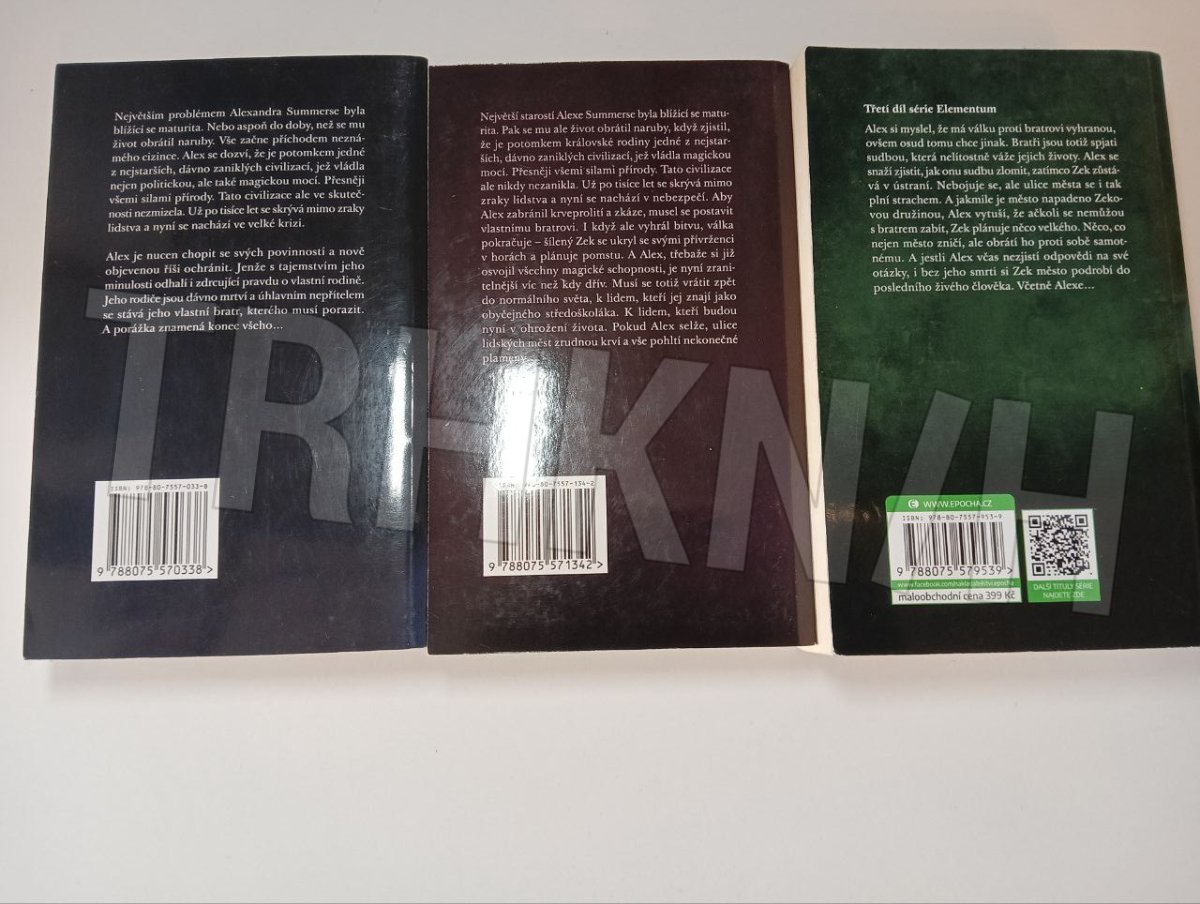 Největším problémem Alexandra Summerse byla
blížící se maturita. Nebo aspoň do doby, než se mu
život obrátil naruby. Vše začne příchodem nezná-
mého cizince. Alex se dozví, že je potomkem jedné
z nejstarších, dávno zaniklých civilizací, jež vládla
nejen politickou, ale také magickou mocí. Přesněji
všemi silami přírody. Tato civilizace ale ve skuteč-
nosti nezmizela. Už po tisíce let se skrývá mimo zraky
lidstva a nyní se nachází ve velké krizi.
Alex je nucen chopit se svých povinností a nově
objevenou říši ochránit. Jenže s tajemstvím jeho
minulosti odhalí i zdrcující pravdu o vlastní rodině.
Jeho rodiče jsou dávno mrtví a úhlavním nepřítelem
se stává jeho vlastní bratr, kterého musí porazit.
A porážka znamená konec všeho...
ISBN: 978-80-7557-033-8
9 788075 570338 >
Největší starostí Alexe Summerse byla blížící se matu-
rita. Pak se mu ale život obrátil naruby, když zjistil,
že je potomkem královské rodiny jedné z nejstar-
ších, dávno zaniklých civilizací, jež vládla magickou
mocí. Přesněji všemi silami přírody. Tato civilizace
ale nikdy nezanikla. Už po tisíce let se skrývá mimo
zraky lidstva a nyní se nachází v nebezpečí. Aby
Alex zabránil krveprolití a zkáze, musel se postavit
vlastnímu bratrovi. I když ale vyhrál bitvu, válka
pokračuje – šílený Zek se ukryl se svými přívrženci
v horách a plánuje pomstu. A Alex, třebaže si již
osvojil všechny magické schopnosti, je nyní zrani-
telnější víc než kdy dřív. Musí se totiž vrátit zpět
do normálního světa, k lidem, kteří jej znají jako
obyčejného středoškoláka. K lidem, kteří budou
nyní v ohrožení života. Pokud Alex selže, ulice
lidských měst zrudnou krví a vše pohltí nekonečné
plameny.
ISBN: 978-80-7557-134-2
9 788075 571342 >
Třetí díl série Elementum
Alex si myslel, že má válku proti bratrovi vyhranou,
ovšem osud tomu chce jinak. Bratři jsou totiž spjati
sudbou, která nelítostně váže jejich životy. Alex se
snaží zjistit, jak onu sudbu zlomit, zatímco Zek zůstá-
vá v ústraní. Nebojuje se, ale ulice města se i tak
plní strachem. A jakmile je město napadeno Zeko-
vou družinou, Alex vytuší, že ačkoli se nemůžou
s bratrem zabít, Zek plánuje něco velkého. Něco, co
nejen město zničí, ale obrátí ho proti sobě samot-
nému. A jestli Alex včas nezjistí odpovědi na své
otázky, i bez jeho smrti si Zek město podrobí do
posledního živého člověka. Včetně Alexe...
WWW.EPOCHA.CZ
ISBN: 978-80-7557-953-9
9 788075 579539 >
www.facebook.com/nakladatelstvi.epocha
maloobchodní cena 399 Kč
DALŠÍ TITULY SÉRIE
NAJDETE ZDE
TRHKNIH